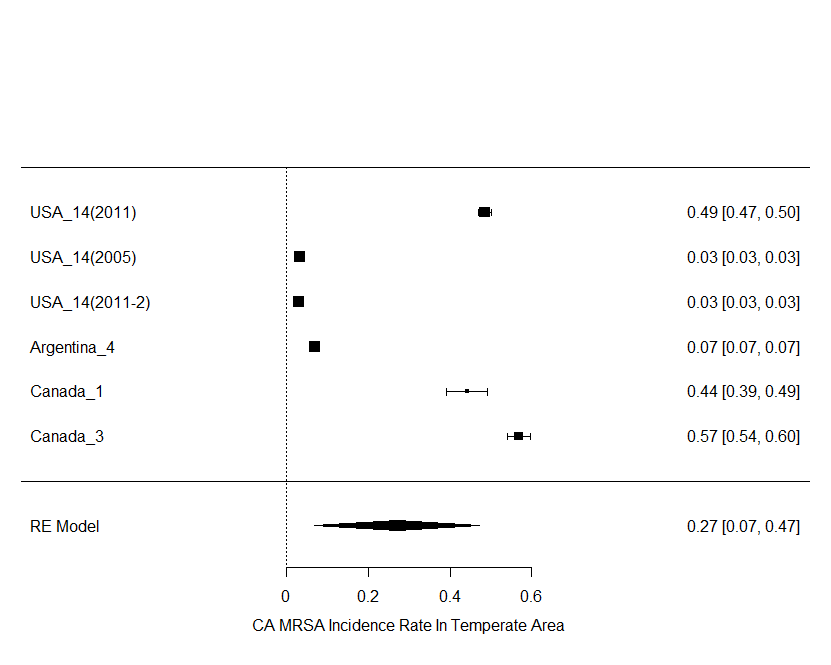 USA_14(2011) 0.49 [0.47, 0.50]
USA_14(2005) 0.03 [0.03, 0.03]
USA_14(2011-2) 0.03 [0.03, 0.03]
Argentina_4 0.07 [0.07, 0.07]
Canada_1 0.44 [0.39, 0.49]
Canada_3 0.57 [0.54, 0.60]
RE Model 0.27 [0.07, 0.47]
0 0.2 0.4 0.6
CA MRSA Incidence Rate In Temperate Area